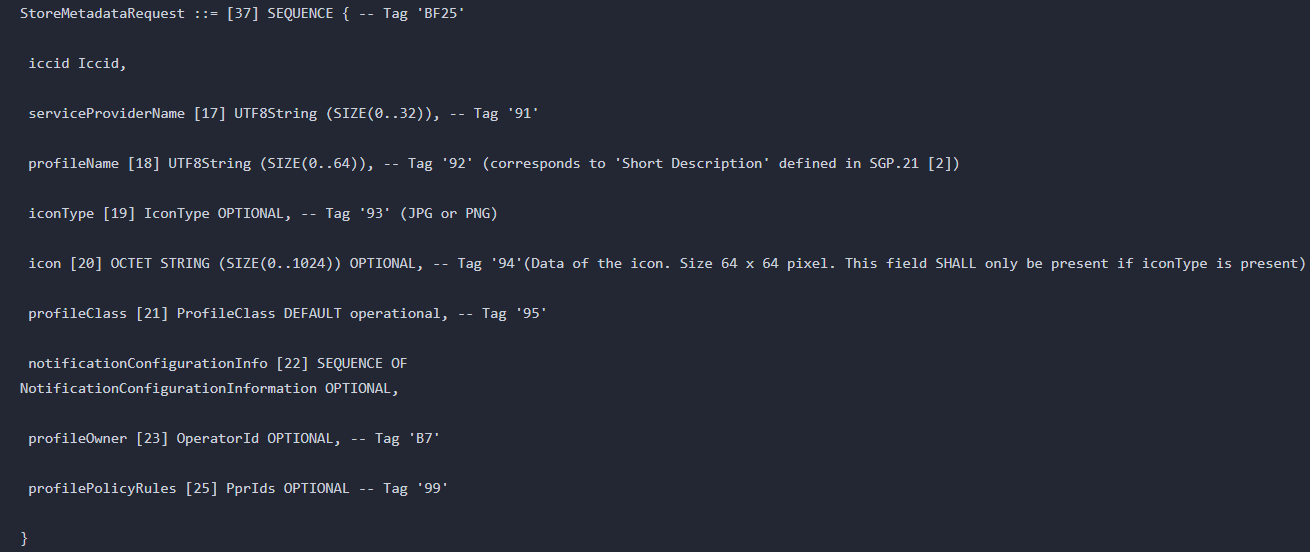 StoreMetadataRequest ::= [37] SEQUENCE { -- Tag 'BF25'
iccid Iccid,
serviceProviderName [17] UTF8String (SIZE(0..32)), -- Tag '91'
profileName [18] UTF8String (SIZE(0..64)), -- Tag '92' (corresponds to 'Short Description' defined in SGP.21 [2])
iconType [19] IconType OPTIONAL, -- Tag '93' (JPG or PNG)
icon [20] OCTET STRING (SIZE(0..1024)) OPTIONAL, -- Tag '94'(Data of the icon. Size 64 x 64 pixel. This field SHALL only be present if iconType is present)
profileClass [21] ProfileClass DEFAULT operational, -- Tag '95'
notificationConfigurationInfo [22] SEQUENCE OF
NotificationConfigurationInformation OPTIONAL,
profileOwner [23] OperatorId OPTIONAL, -- Tag 'B7'
profilePolicyRules [25] PprIds OPTIONAL -- Tag '99'
}